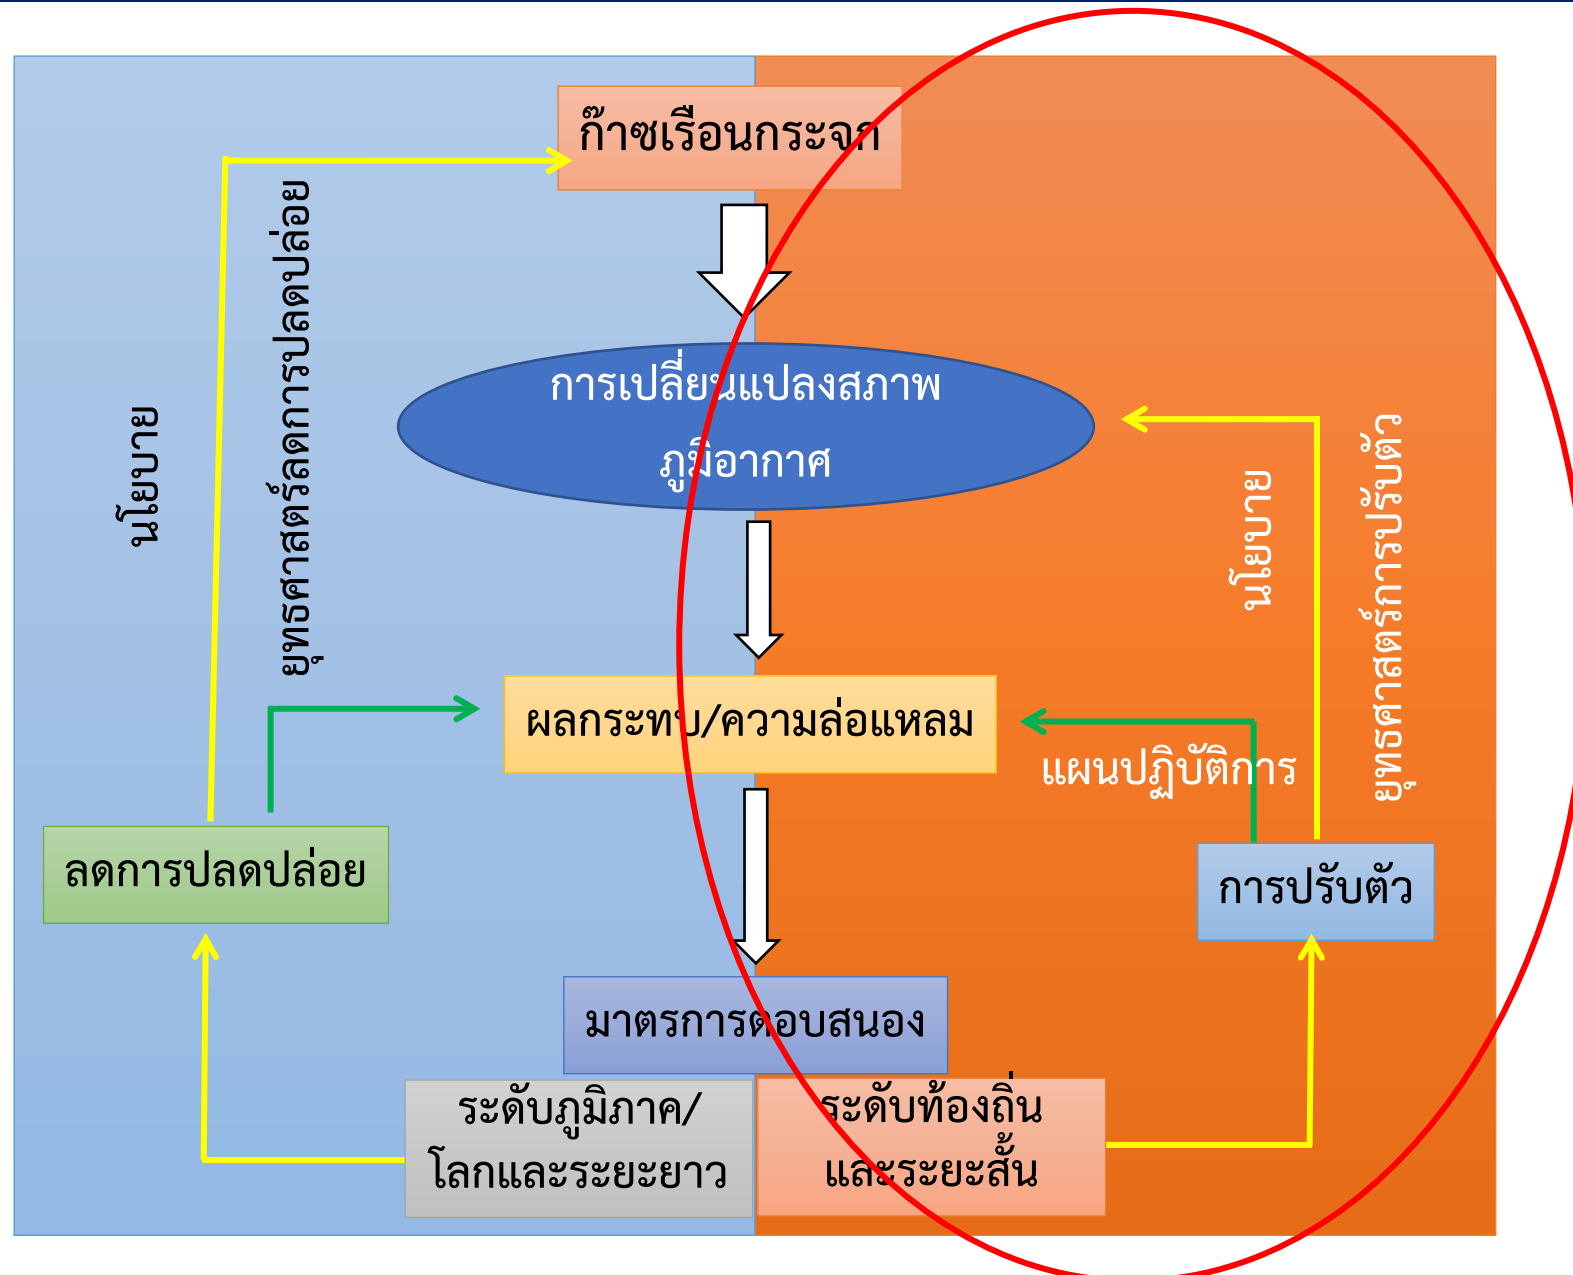 ก๊าซเรือนกระจก
การเปลี่ยนแปลงสภาพ
ภูมิอากาศ
นโยบาย
ยุทธศาสตร์ลดการปลดปล่อย
นโยบาย
ยุทธศาสตร์การปรับตัว
ผลกระทบ/ความล่อแหลม
แผนปฏิบัติการ
ลดการปลดปล่อย
การปรับตัว
มาตรการตอบสนอง
ระดับภูมิภาค/
โลกและระยะยาว
ระดับท้องถิ่น
และระยะสั้น